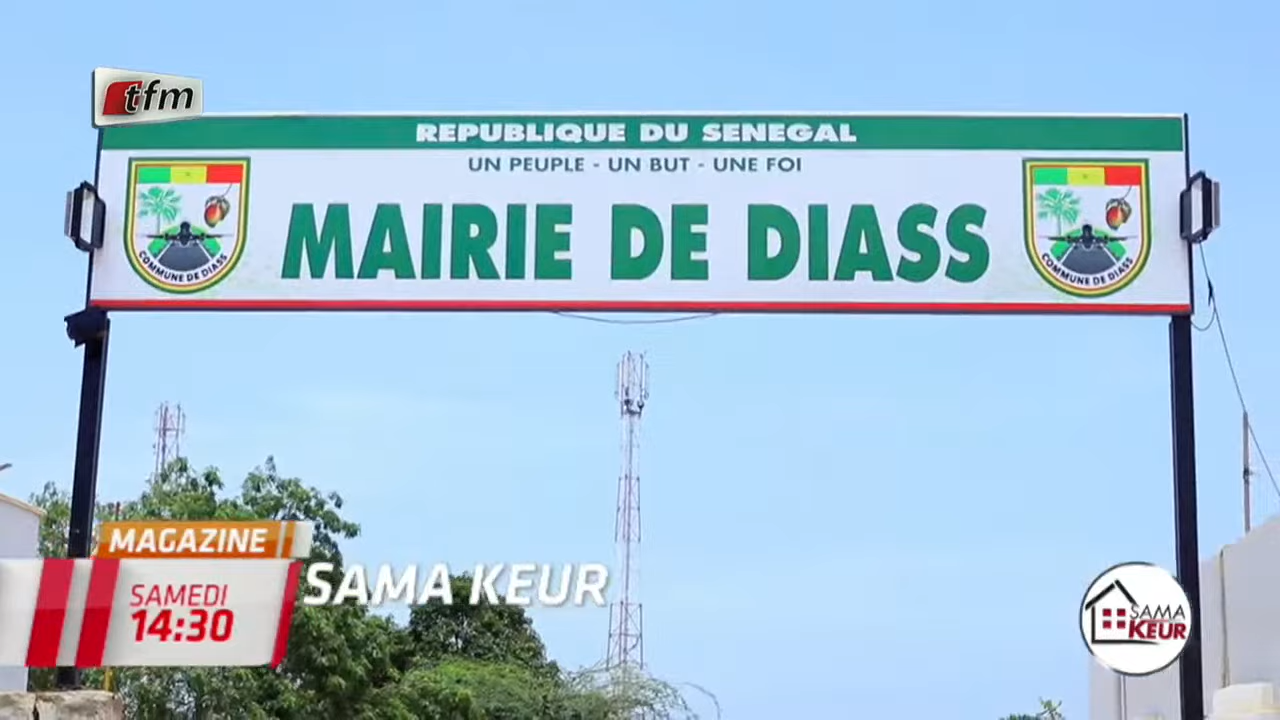 tfm
REPUBLIQUE DU SENEGAL
UN PEUPLE - UN BUT - UNE FOI
MAIRIE DE DIASS
COMMUNE DE DIASS
COMMUNE DE DIASS
MAGAZINE
SAMEDI
14:30
SAMA KEUR
SAMA
KEUR